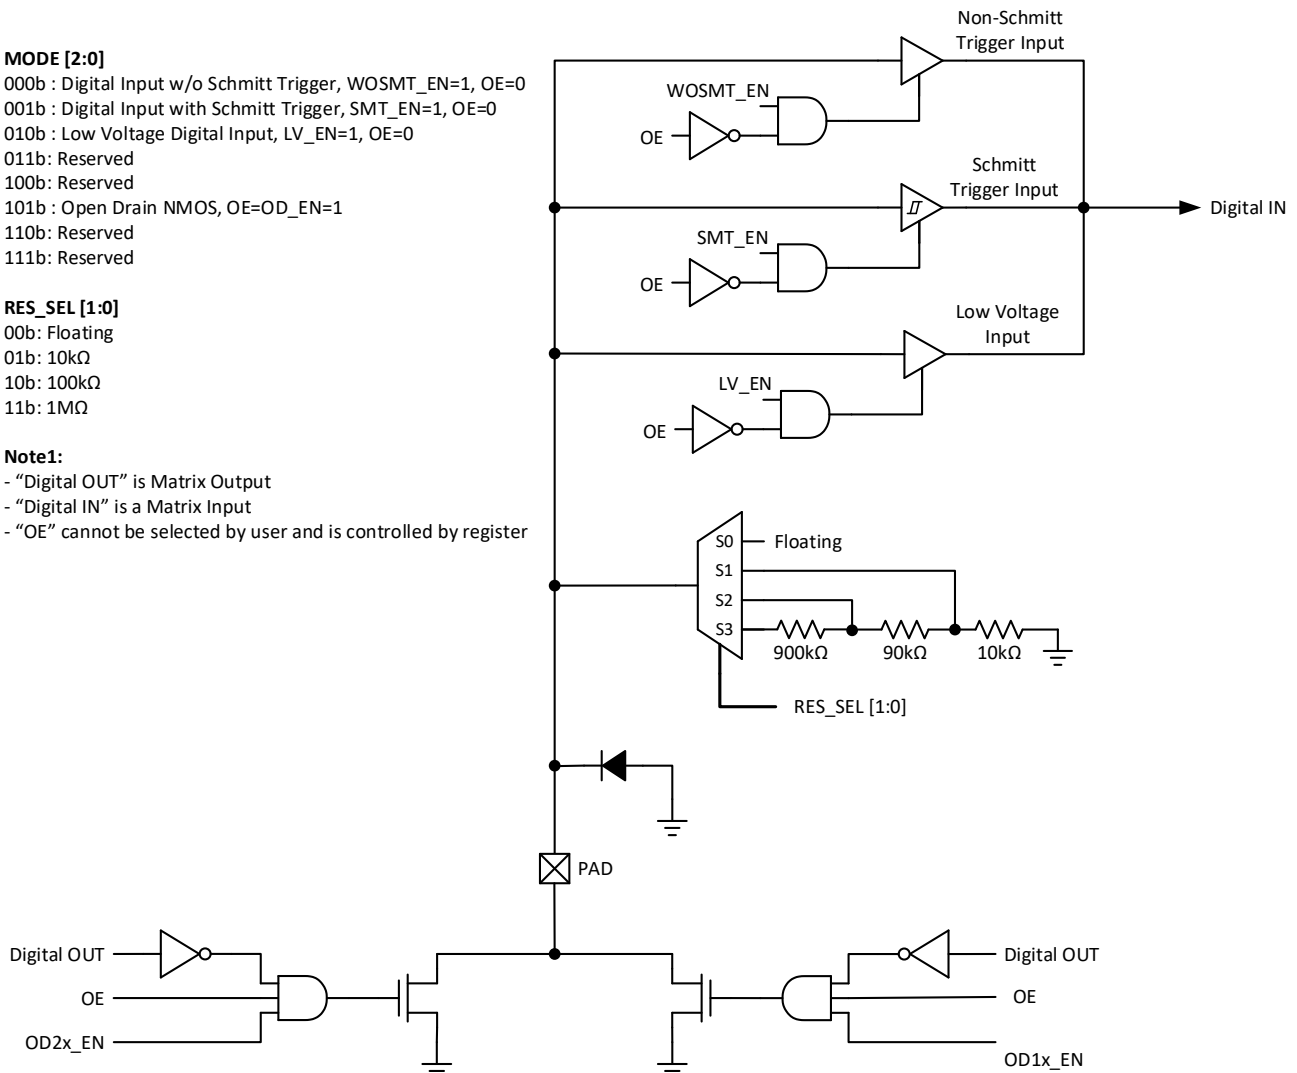 MODE [2:0]
000b : Digital Input w/o Schmitt Trigger, WOSMT_EN=1, OE=0
001b : Digital Input with Schmitt Trigger, SMT_EN=1, OE=0
010b : Low Voltage Digital Input, LV_EN=1, OE=0
011b: Reserved
100b: Reserved
101b : Open Drain NMOS, OE=OD_EN=1
110b: Reserved
111b: Reserved
RES_SEL [1:0]
00b: Floating
01b: 10kΩ
10b: 100kΩ
11b: 1MΩ
Note1:
- “Digital OUT” is Matrix Output
- “Digital IN” is a Matrix Input
- “OE” cannot be selected by user and is controlled by register
Non-Schmitt
Trigger Input
WOSMT_EN
OE
Schmitt
Trigger Input
Digital IN
SMT_EN
OE
Low Voltage
Input
LV_EN
OE
S0
Floating
S1
S2
S3
900kΩ
90kΩ
10kΩ
RES_SEL [1:0]
PAD
Digital OUT
OE
OD2x_EN
Digital OUT
OE
OD1x_EN